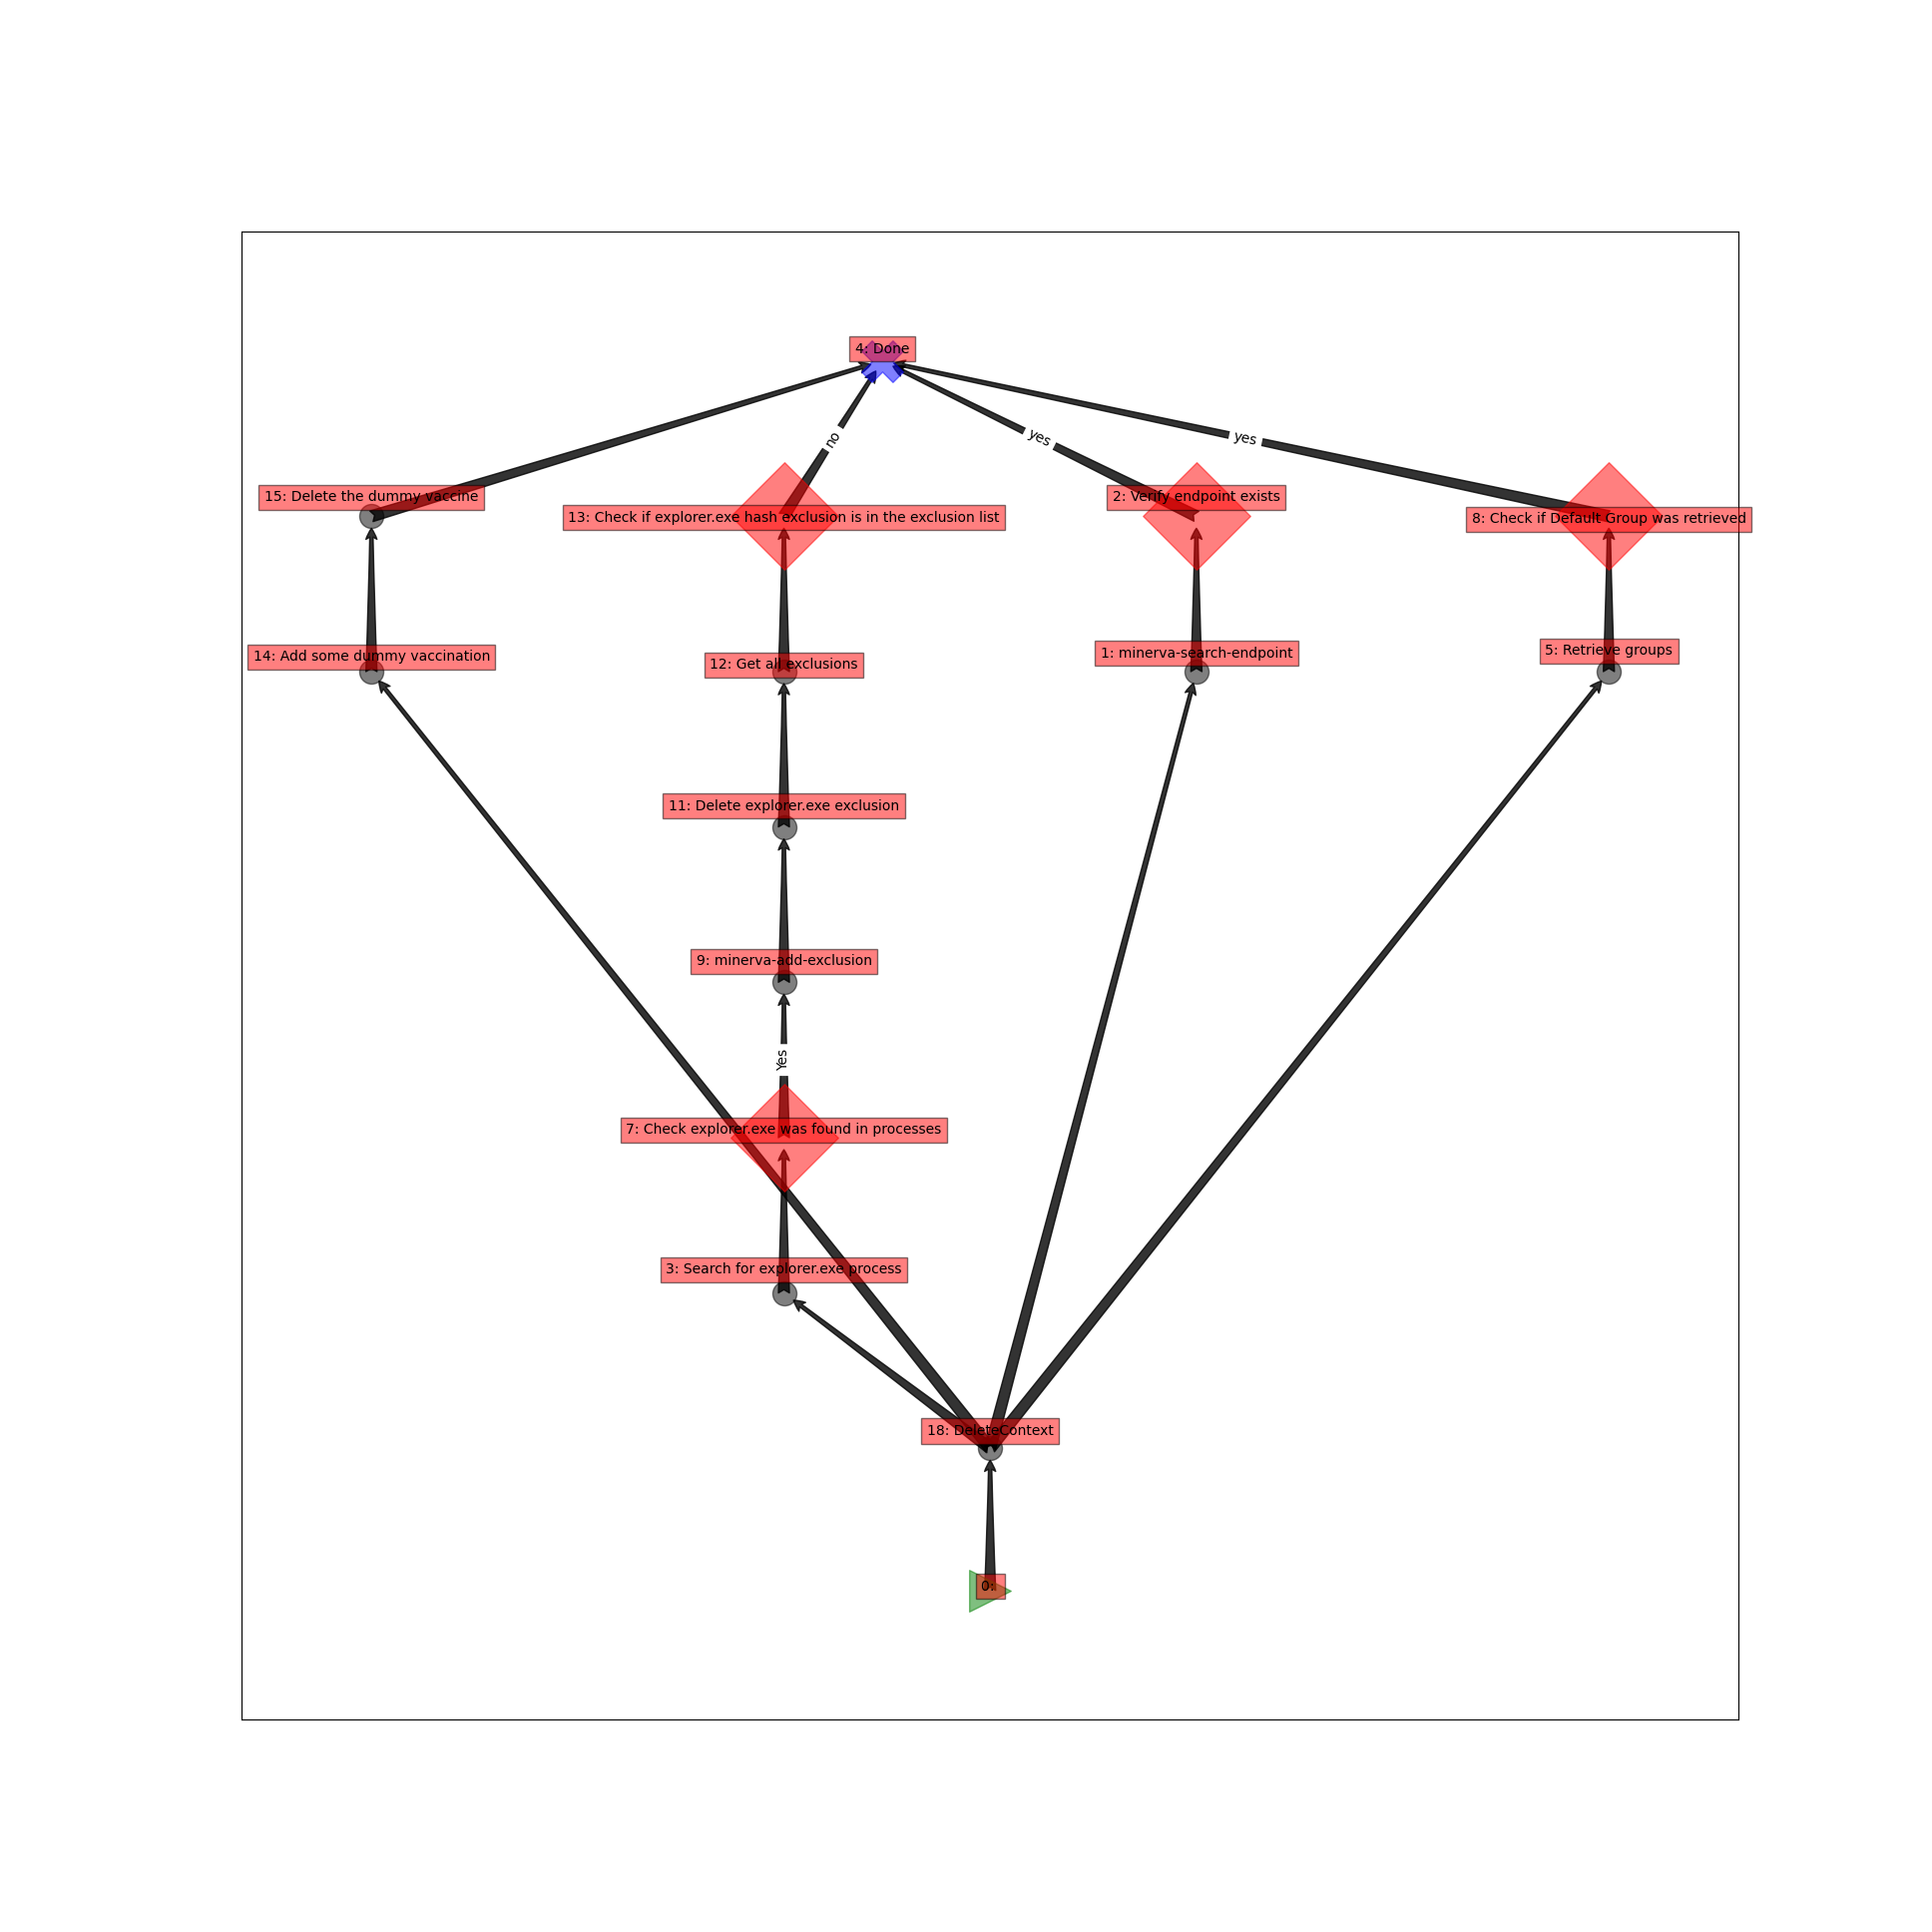 4: Done
no
yes
yes
15: Delete the dummy vaccine
13: Check if explorer.exe hash exclusion is in the exclusion list
2: Verify endpoint exists
8: Check if Default Group was retrieved
14: Add some dummy vaccination
12: Get all exclusions
1: minerva-search-endpoint
5: Retrieve groups
11: Delete explorer.exe exclusion
9: minerva-add-exclusion
Yes
7: Check explorer.exe was found in processes
3: Search for explorer.exe process
18: DeleteContext
0: